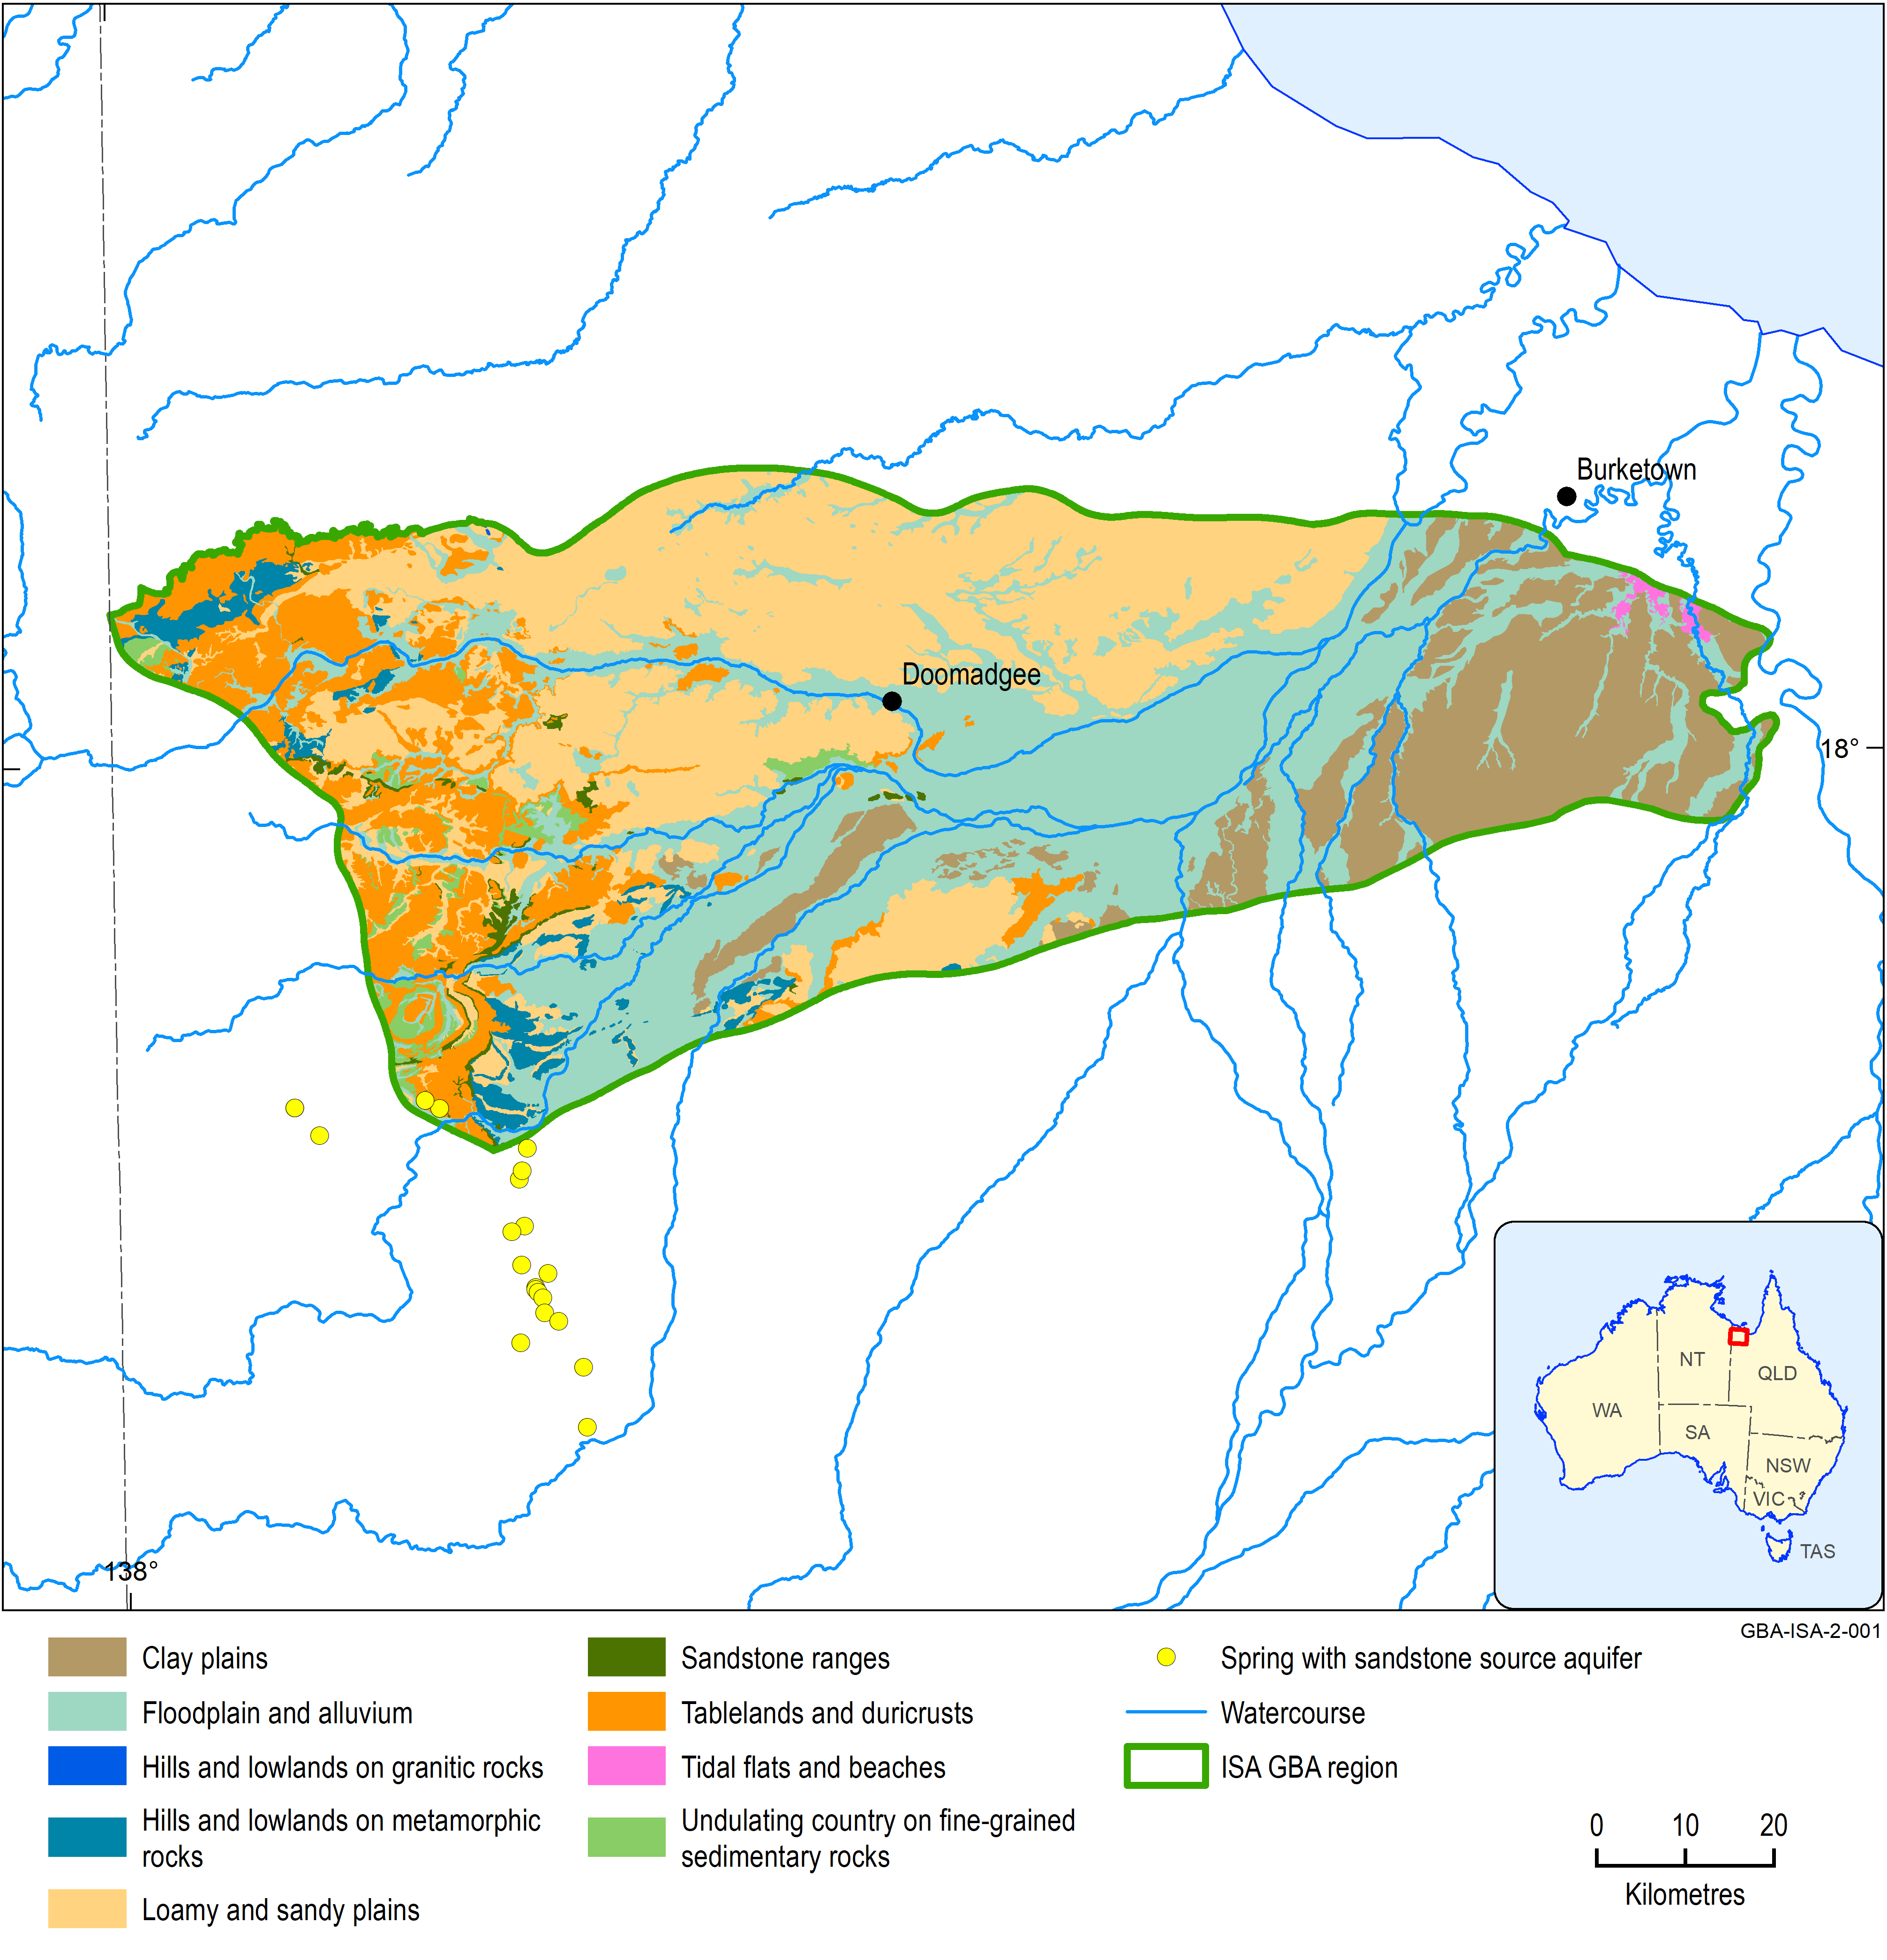 Burketown
Doomadgee
18°
138°
NT
QLD
WA
SA
NSW
VIC
TAS
GBA-ISA-2-001
Clay plains
Floodplain and alluvium
Hills and lowlands on granitic rocks
Hills and lowlands on metamorphic
rocks
Loamy and sandy plains
Sandstone ranges
Tablelands and duricrusts
Tidal flats and beaches
Undulating country on fine-grained
sedimentary rocks
Spring with sandstone source aquifer
Watercourse
ISA GBA region
0 10 20
Kilometres